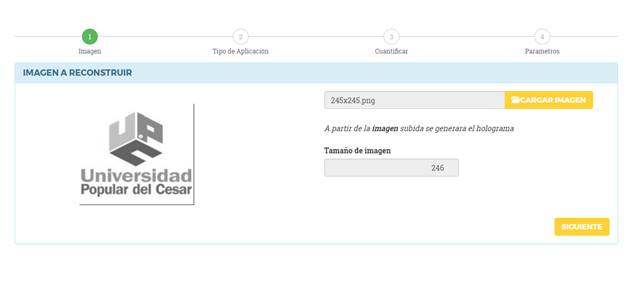 1
2
3
4
Imagen
Tipo de Aplicación
Cuantificar
Parametros
IMAGEN A RECONSTRUIR
245x245.png
CARGAR IMAGEN
A partir de la imagen subida se generara el holograma
Tamaño de imagen
246
UPC
Universidad
Popular del Cesar
SIGUIENTE